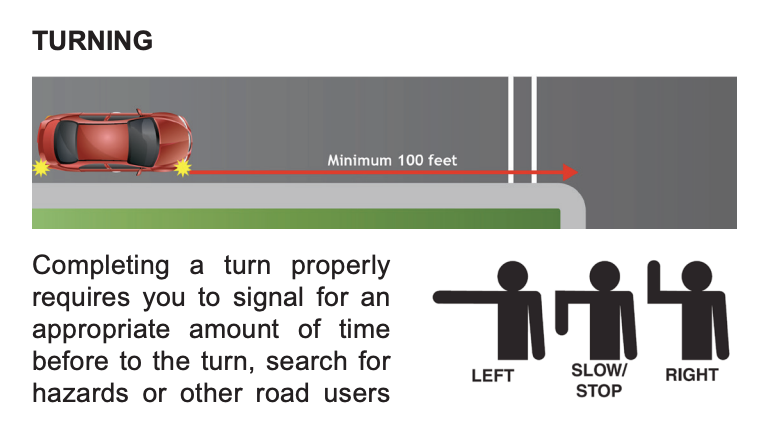 TURNING
Minimum 100 feet
Completing a turn properly
requires you to signal for an
appropriate amount of time
before to the turn, search for
hazards or other road users
LEFT
SLOW/
STOP
RIGHT